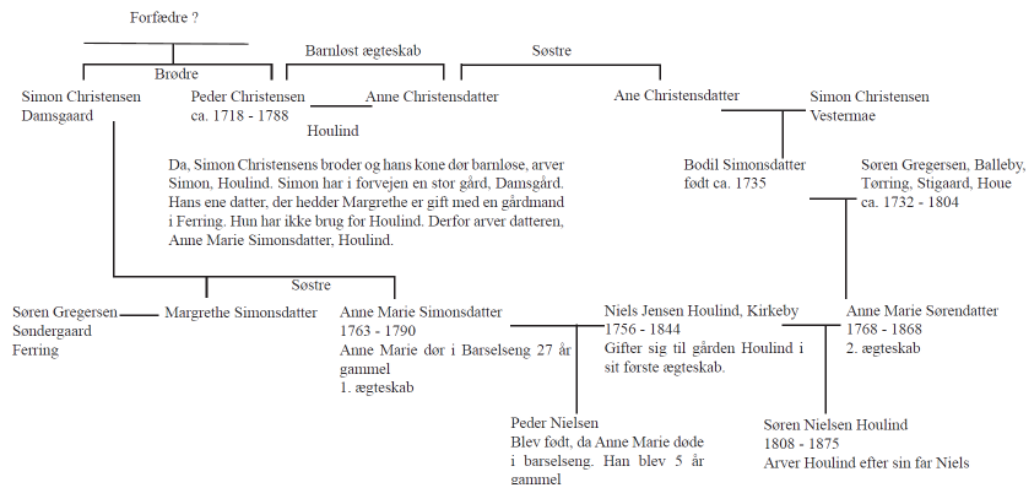 Forfædre ?
Barnløst ægteskab
Søstre
Brødre
Simon Christensen
Damsgaard
Peder Christensen
ca. 1718 - 1788
Anne Christensdatter
Houlind
Ane Christensdatter
Simon Christensen
Vestermae
Da, Simon Christensens broder og hans kone dør barnløse, arver
Simon, Houlind. Simon har i forvejen en stor gård, Damsgård.
Hans ene datter, der hedder Margrethe er gift med en gårdmand
i Ferring. Hun har ikke brug for Houlind. Derfor arver datteren,
Anne Marie Simonsdatter, Houlind.
Bodil Simonsdatter
født ca. 1735
Søren Gregersen, Balleby,
Tørring, Stigaard, Houe
ca. 1732 - 1804
Søstre
Søren Gregersen
Søndergaard
Ferring
Margrethe Simonsdatter
Anne Marie Simonsdatter
1763 - 1790
Anne Marie dør i Barselseng 27 år
gammel
1. ægteskab
Niels Jensen Houlind, Kirkeby
1756 - 1844
Gifter sig til gården Houlind i
sit første ægteskab.
Anne Marie Sørendatter
1768 - 1868
2. ægteskab
Peder Nielsen
Blev født, da Anne Marie døde
i barselseng. Han blev 5 år
gammel
Søren Nielsen Houlind
1808 - 1875
Arver Houlind efter sin far Niels